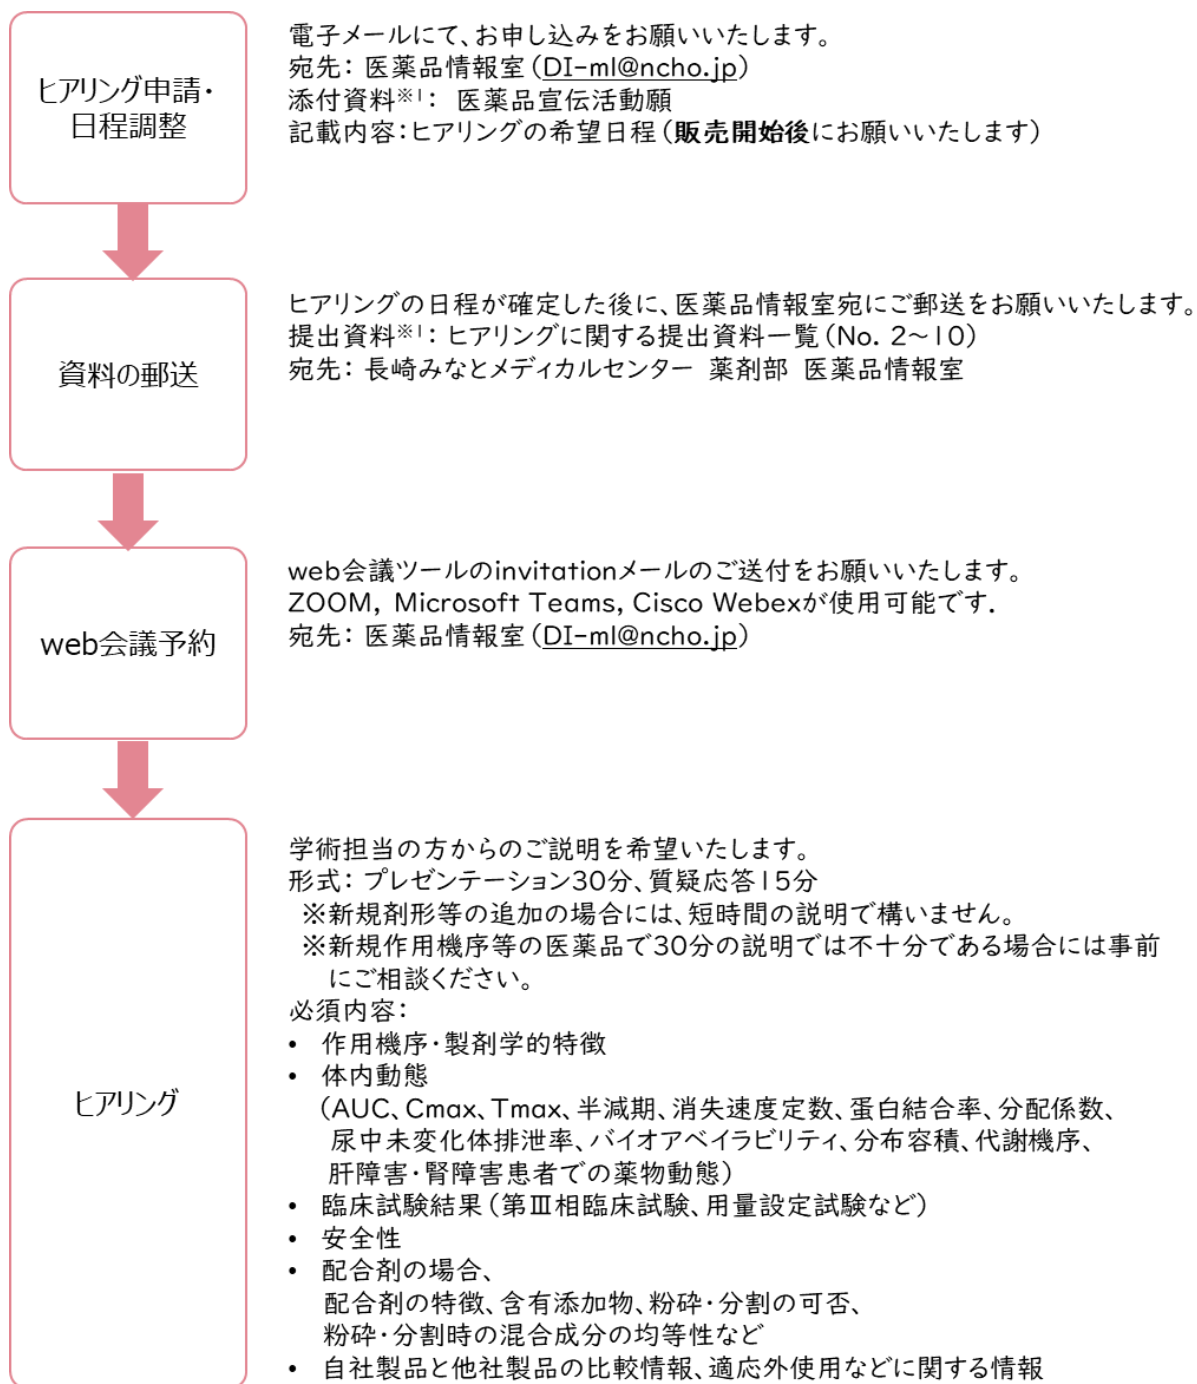 ヒアリング申請・
日程調整
電子メールにて、お申し込みをお願いいたします。
宛先： 医薬品情報室（DI-ml@ncho.jp）
添付資料※1： 医薬品宣伝活動願
記載内容：ヒアリングの希望日程（販売開始後にお願いいたします）
資料の郵送
ヒアリングの日程が確定した後に、医薬品情報室宛にご郵送をお願いいたします。
提出資料※1： ヒアリングに関する提出資料一覧（No. 2～10）
宛先： 長崎みなとメディカルセンター 薬剤部 医薬品情報室
web会議予約
web会議ツールのinvitationメールのご送付をお願いいたします。
ZOOM, Microsoft Teams, Cisco Webexが使用可能です.
宛先： 医薬品情報室（DI-ml@ncho.jp）
ヒアリング
学術担当の方からのご説明を希望いたします。
形式： プレゼンテーション30分、質疑応答15分
※新規剤形等の追加の場合には、短時間の説明で構いません。
※新規作用機序等の医薬品で30分の説明では不十分である場合には事前
にご相談ください。
必須内容：
• 作用機序・製剤学的特徴
• 体内動態
（AUC、Cmax、Tmax、半減期、消失速度定数、蛋白結合率、分配係数、
尿中未変化体排泄率、バイオアベイラビリティ、分布容積、代謝機序、
肝障害・腎障害患者での薬物動態）
• 臨床試験結果（第Ⅲ相臨床試験、用量設定試験など）
• 安全性
• 配合剤の場合、
配合剤の特徴、含有添加物、粉砕・分割の可否、
粉砕・分割時の混合成分の均等性など
• 自社製品と他社製品の比較情報、適応外使用などに関する情報